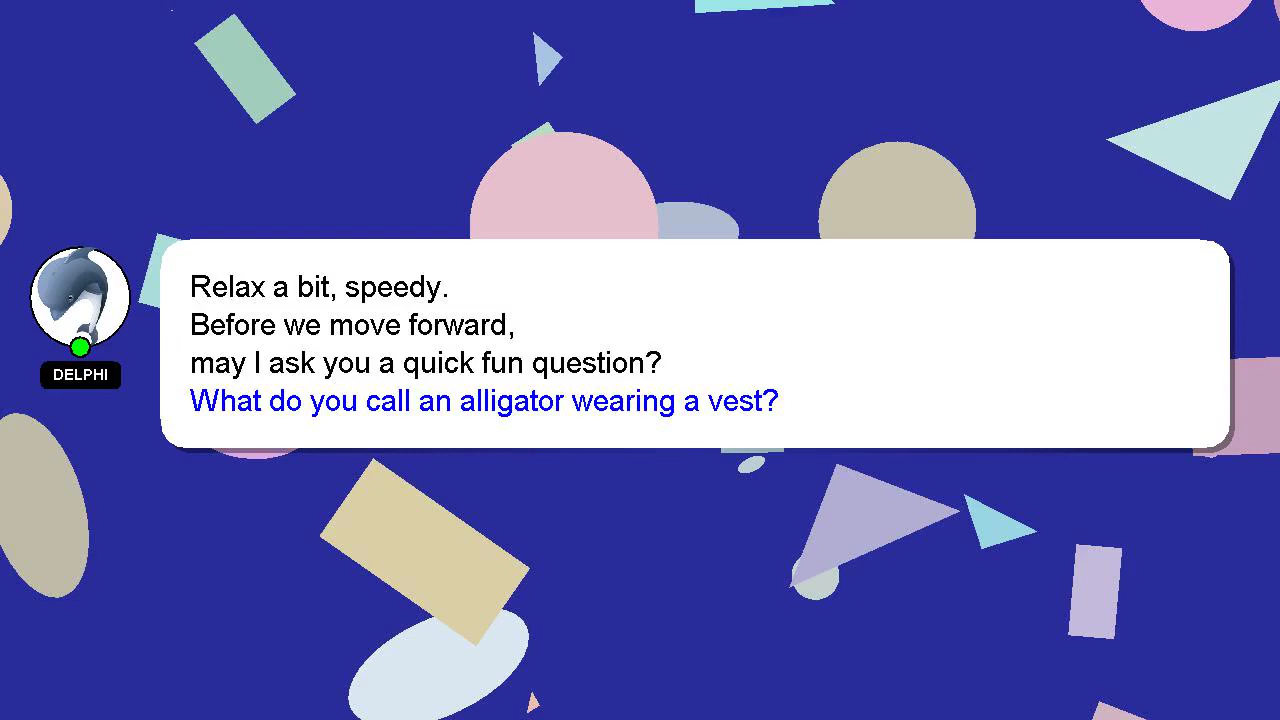 Relax a bit, speedy.
Before we move forward,
may I ask you a quick fun question?
What do you call an alligator wearing a vest?
DELPHI